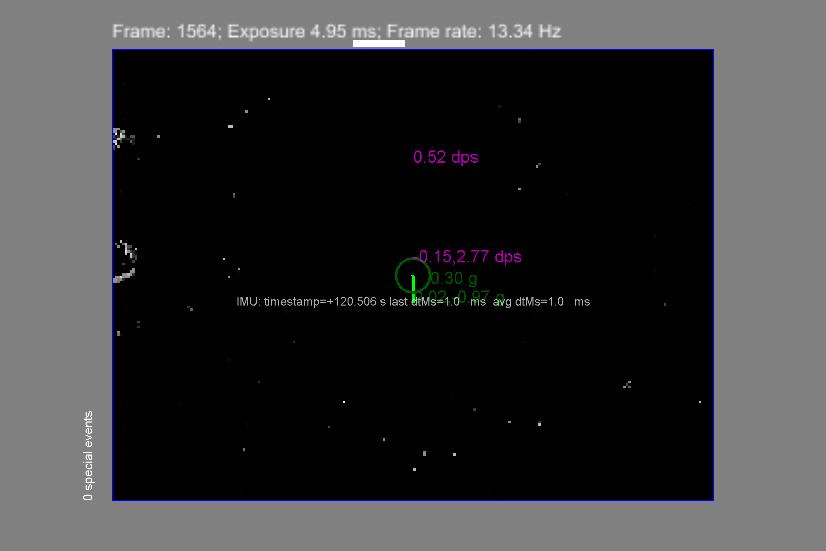 Frame: 1564; Exposure 4.95 ms; Frame rate: 13.34 Hz
0.52 dps
-0.15,2.77 dps
0.30 g
0.97 g
IMU: timestamp=+120.506 s last dtMs=1.0 ms avg dtMs=1.0 ms
0 special events